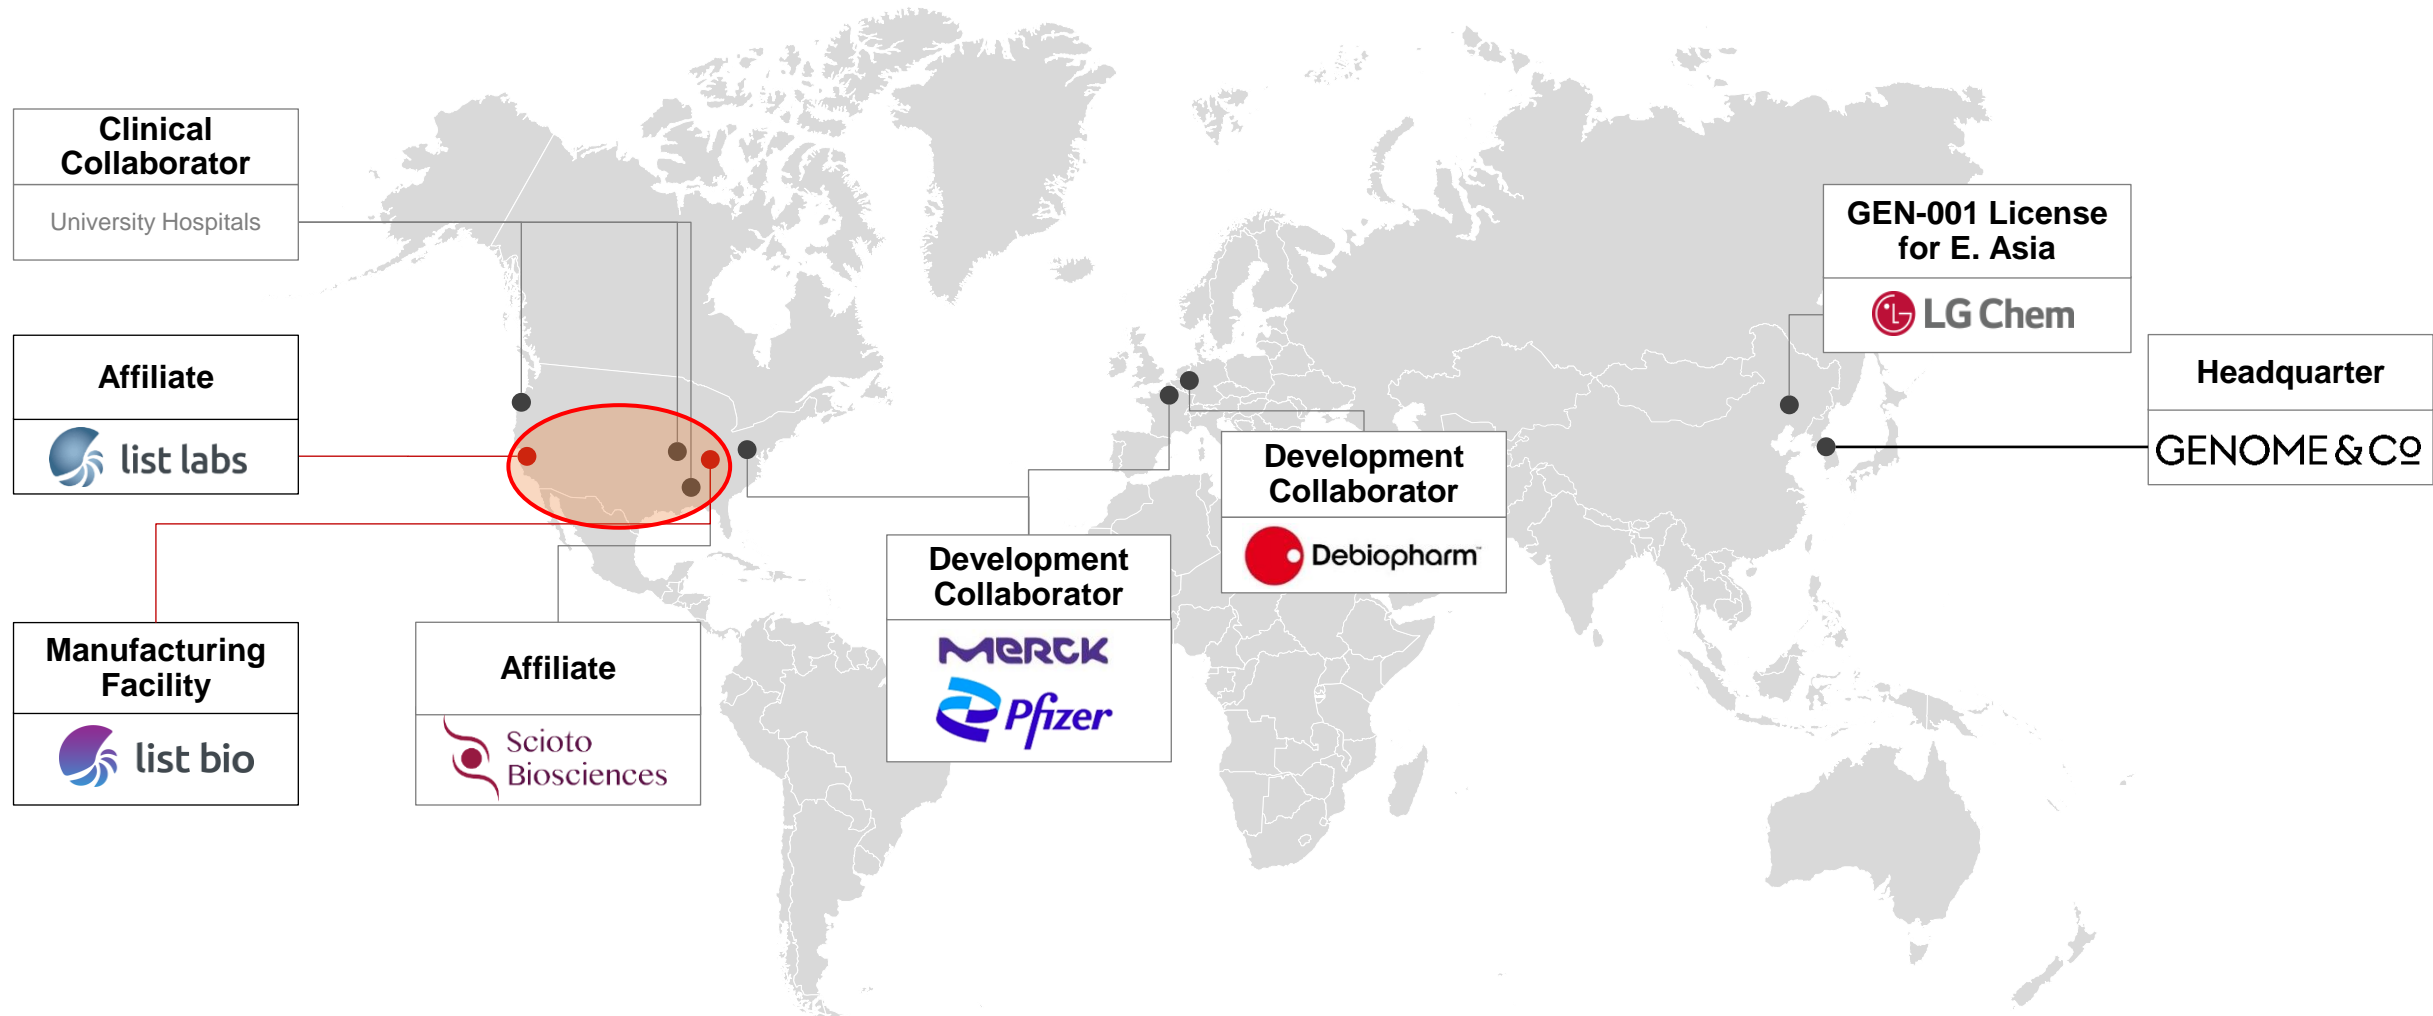 Clinical
Collaborator
University Hospitals
Affiliate
list labs
Manufacturing
Facility
list bio
Affiliate
Scioto
Biosciences
Development
Collaborator
MERCK
Pfizer
Development
Collaborator
Debiopharm™
GEN-001 License
for E. Asia
LG Chem
Headquarter
GENOME & Cº